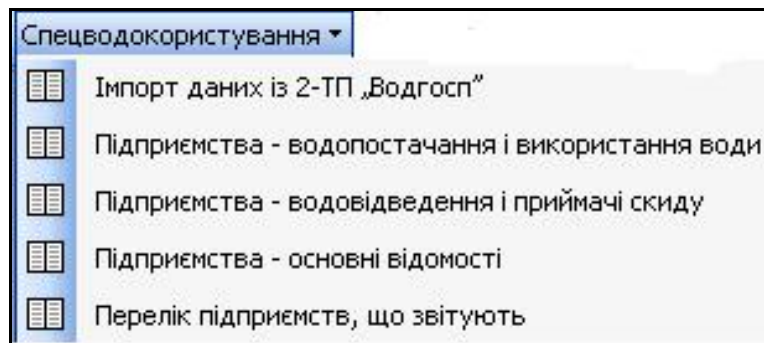 Спецводокористування
Імпорт даних із 2-ТП „Водгосп”
Підприємства - водопостачання і використання води
Підприємства - водовідведення і приймачі скиду
Підприємства - основні відомості
Перелік підприємств, що звітують